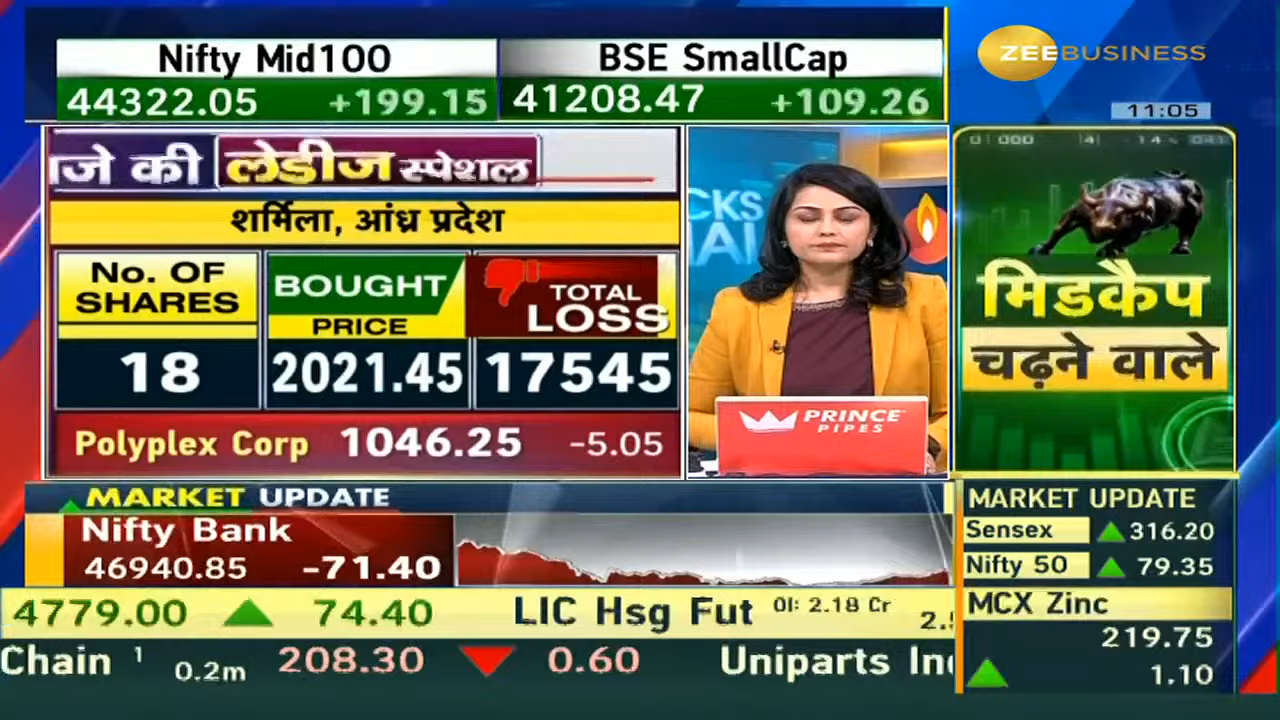 Nifty Mid100
44322.05 +199.15
BSE SmallCap
41208.47 +109.26
ZEEBUSINESS
11:05
जे की लेडीज स्पेशल
शर्मिला, आंध्र प्रदेश
No. OF SHARES
18
BOUGHT PRICE
2021.45
TOTAL LOSS
17545
Polyplex Corp 1046.25 -5.05
PRINCE
PIPES
मिडकैप
चढ़ने वाले
MARKET UPDATE
Nifty Bank
46940.85 -71.40
MARKET UPDATE
Sensex 316.20
Nifty 50 79.35
MCX Zinc
219.75
1.10
4779.00 74.40 LIC Hsg Fut OI: 2.18 Cr
Chain 1 0.2m 208.30 0.60 Uniparts